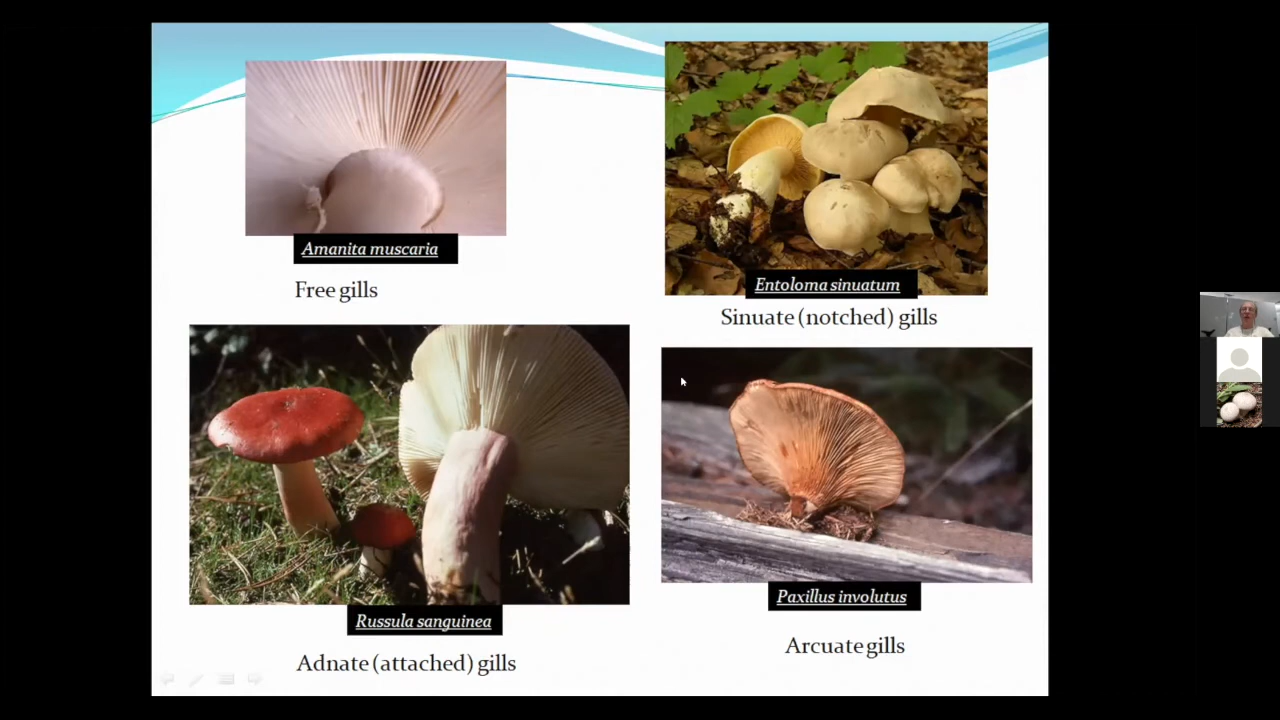 Amanita muscaria
Free gills
Entoloma sinuatum
Sinuate (notched) gills
Russula sanguinea
Adnate (attached) gills
Paxillus involutus
Arcuate gills